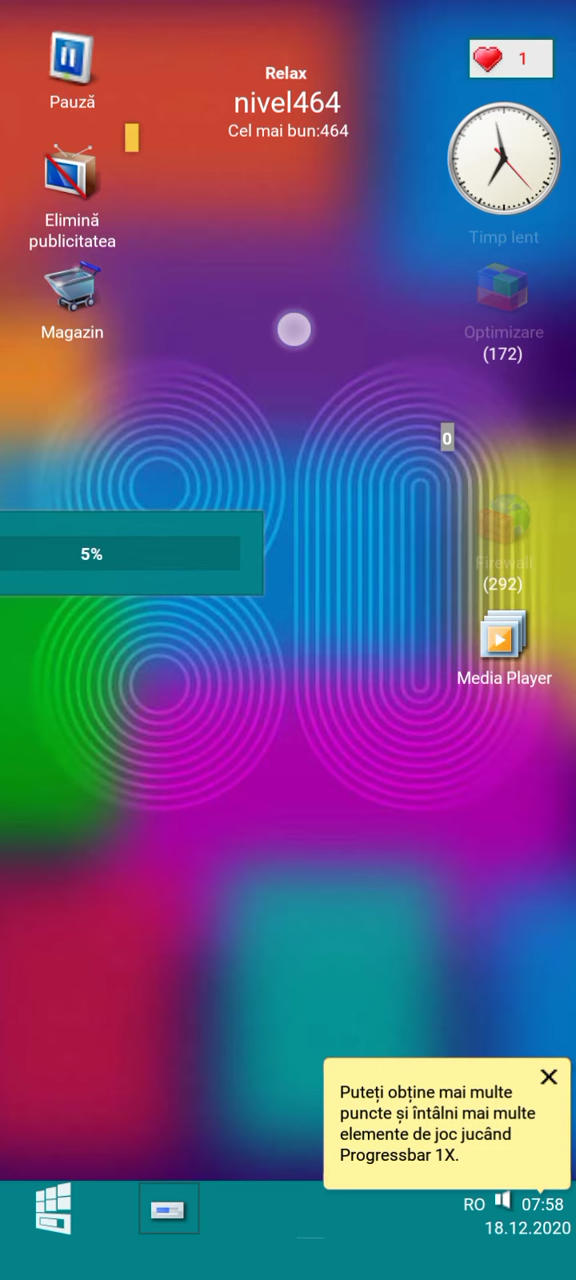 Pauză
Relax
nivel464
Cel mai bun:464
1
Elimină
publicitatea
Timp lent
Magazin
Optimizare
(172)
0
5%
Firewall
(292)
Media Player
Puteți obține mai multe
puncte și întâlni mai multe
elemente de joc jucând
Progressbar 1X.
RO
07:58
18.12.2020